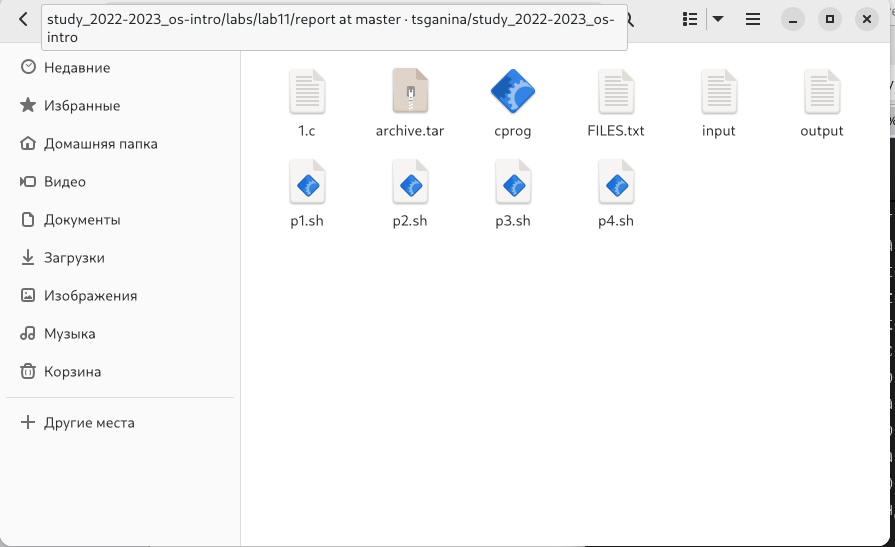 study_2022-2023_os-intro/labs/lab11/report at master · tsganina/study_2022-2023_os-
intro
Недавние
Избранные
Домашняя папка
Видео
Документы
Загрузки
Изображения
Музыка
Корзина
Другие места
1.c
archive.tar
cprog
FILES.txt
input
output
p1.sh
p2.sh
p3.sh
p4.sh